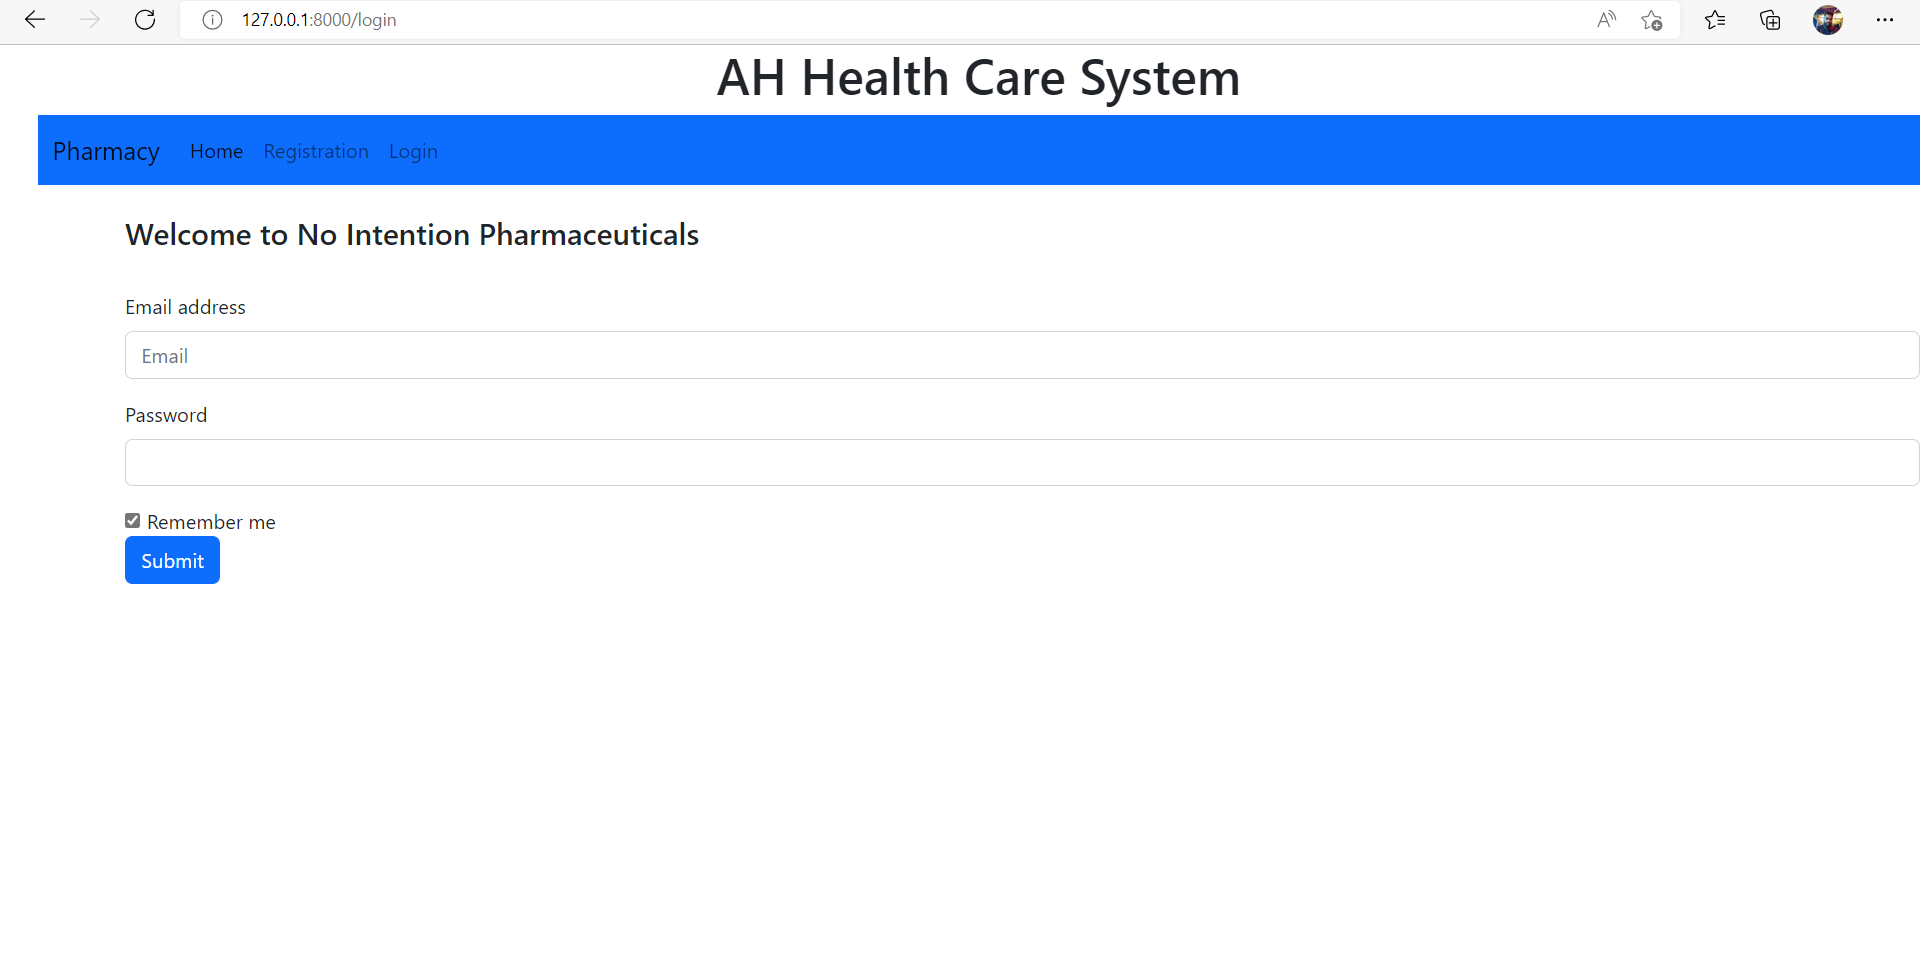 127.0.0.1:8000/login
AH Health Care System
Pharmacy Home Registration Login
Welcome to No Intention Pharmaceuticals
Email address
Email
Password
Remember me
Submit